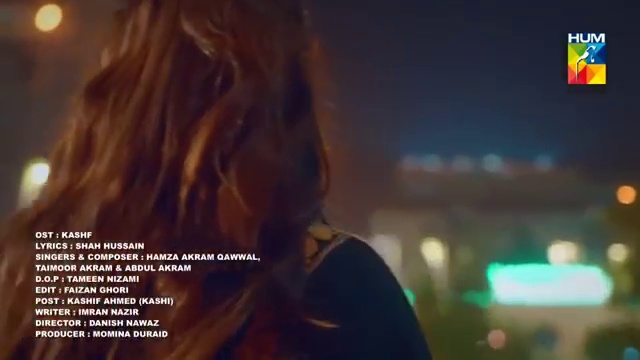 HUM
OST : KASHF
LYRICS : SHAH HUSSAIN
SINGERS & COMPOSER : HAMZA AKRAM QAWWAL,
TAIMOOR AKRAM & ABDUL AKRAM
D.O.P : TAMEEN NIZAMI
EDIT : FAIZAN GHORI
POST : KASHIF AHMED (KASHI)
WRITER : IMRAN NAZIR
DIRECTOR : DANISH NAWAZ
PRODUCER : MOMINA DURAID